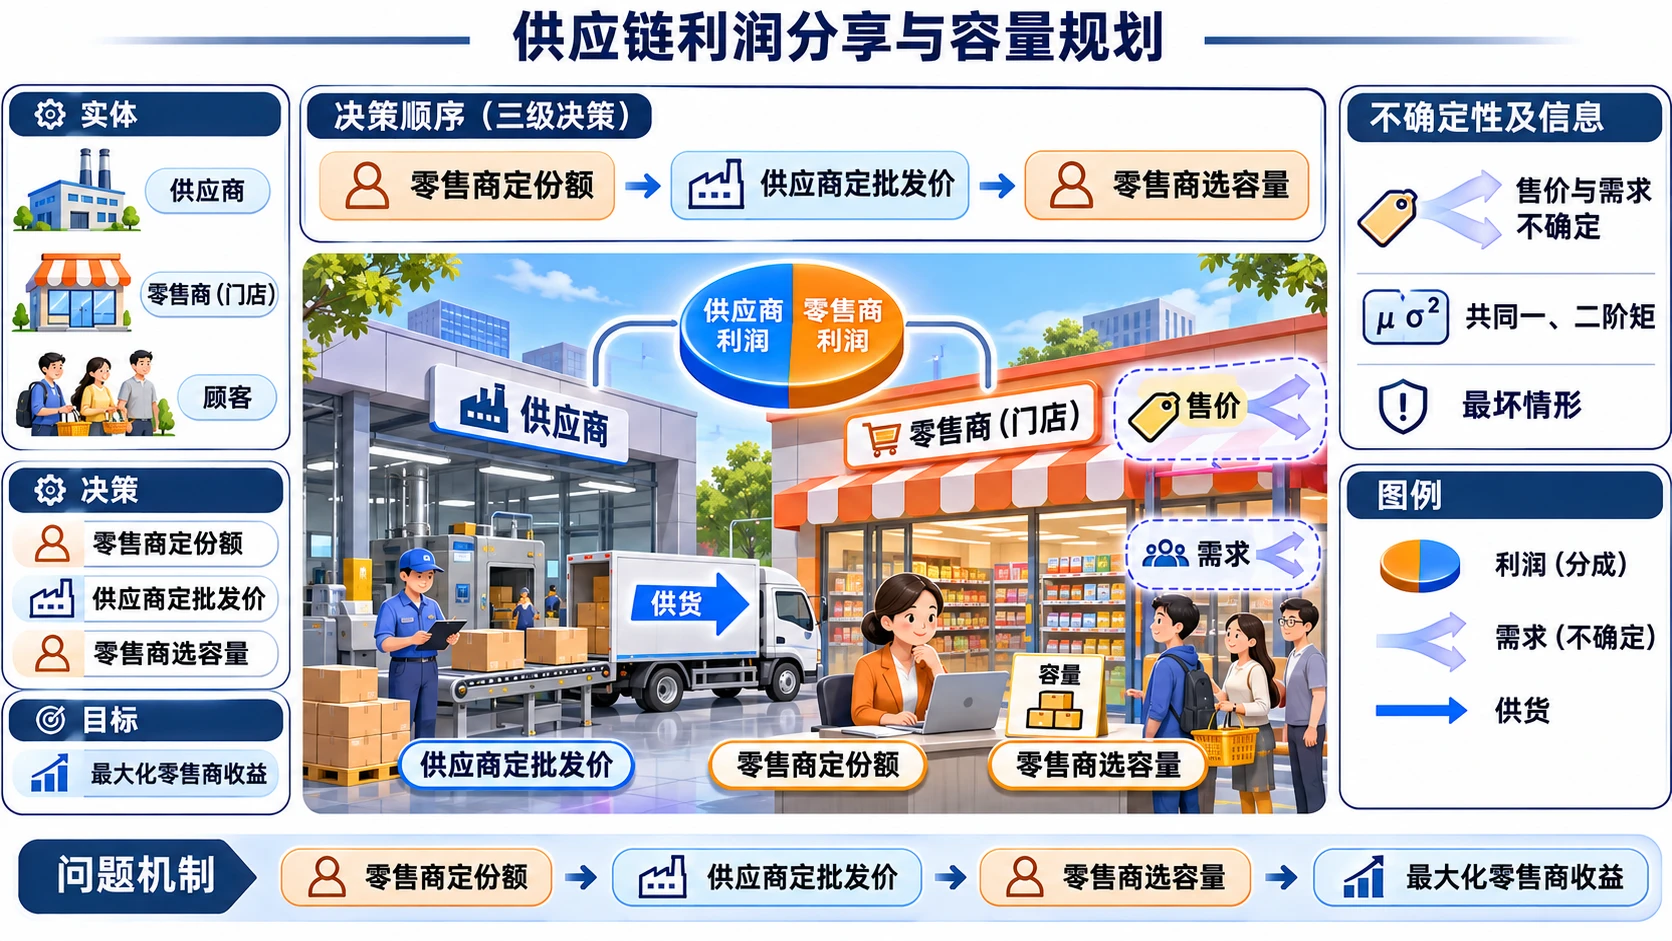 供应链利润分享与容量规划
实体
供应商
零售商(门店)
顾客
决策
零售商定份额
供应商定批发价
零售商选容量
目标
最大化零售商收益
决策顺序(三级决策)
零售商定份额
供应商定批发价
零售商选容量
供应商
利润
零售商
利润
供应商
零售商(门店)
售价
需求
供货
容量
供应商定批发价
零售商定份额
零售商选容量
不确定性及信息
售价与需求
不确定
μ σ²
共同一、二阶矩
最坏情形
图例
利润(分成)
需求(不确定)
供货
问题机制
零售商定份额
供应商定批发价
零售商选容量
最大化零售商收益